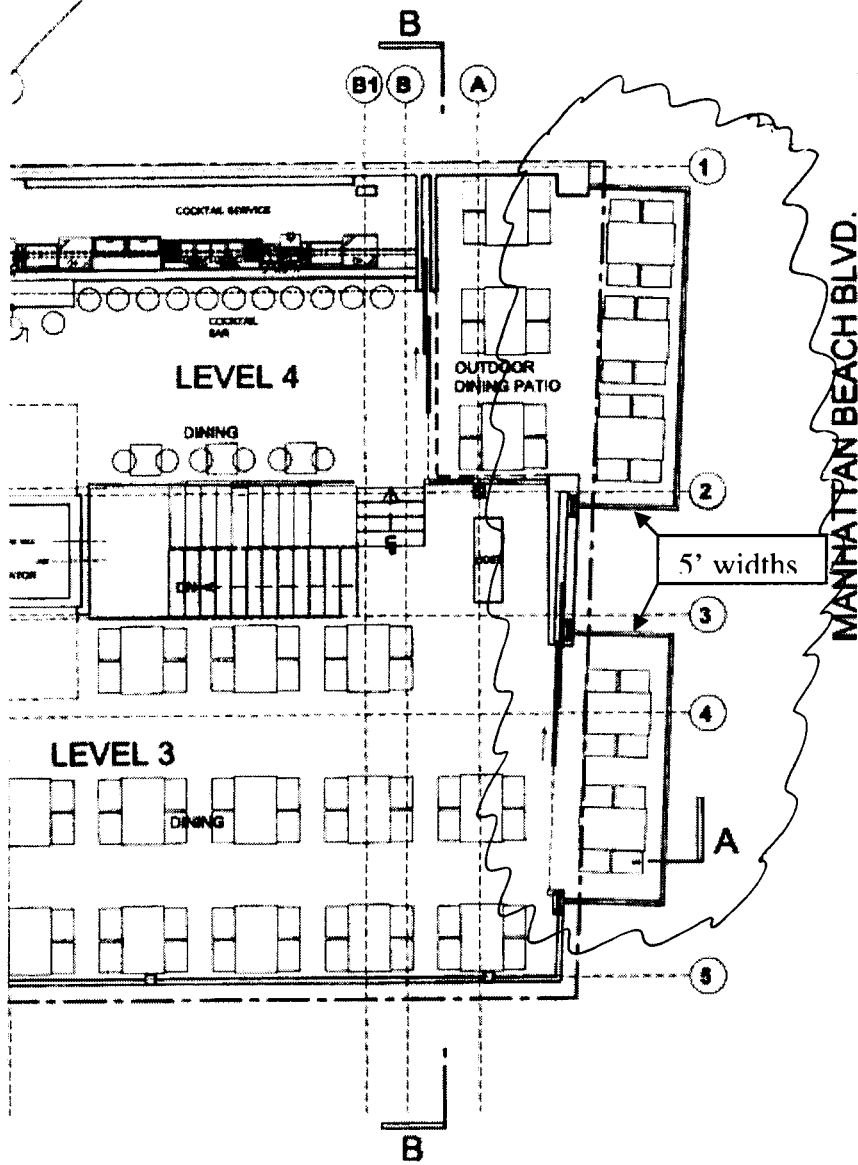 B
B1 B A
1
COCKTAIL SERVICE
COCKTAIL
BAR
LEVEL 4
OUTDOOR
DINING PATIO
DINING
MANHATTAN BEACH BLVD.
2
UP
5' widths
3
4
LEVEL 3
DINING
A
5
B